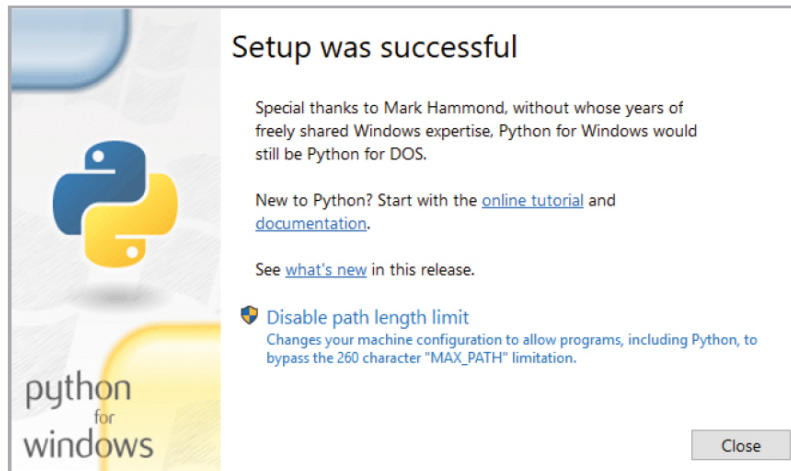 Setup was successful
Special thanks to Mark Hammond, without whose years of
freely shared Windows expertise, Python for Windows would
still be Python for DOS.
New to Python? Start with the online tutorial and
documentation.
See what's new in this release.
Disable path length limit
Changes your machine configuration to allow programs, including Python, to
bypass the 260 character "MAX_PATH" limitation.
python
for
windows
Close